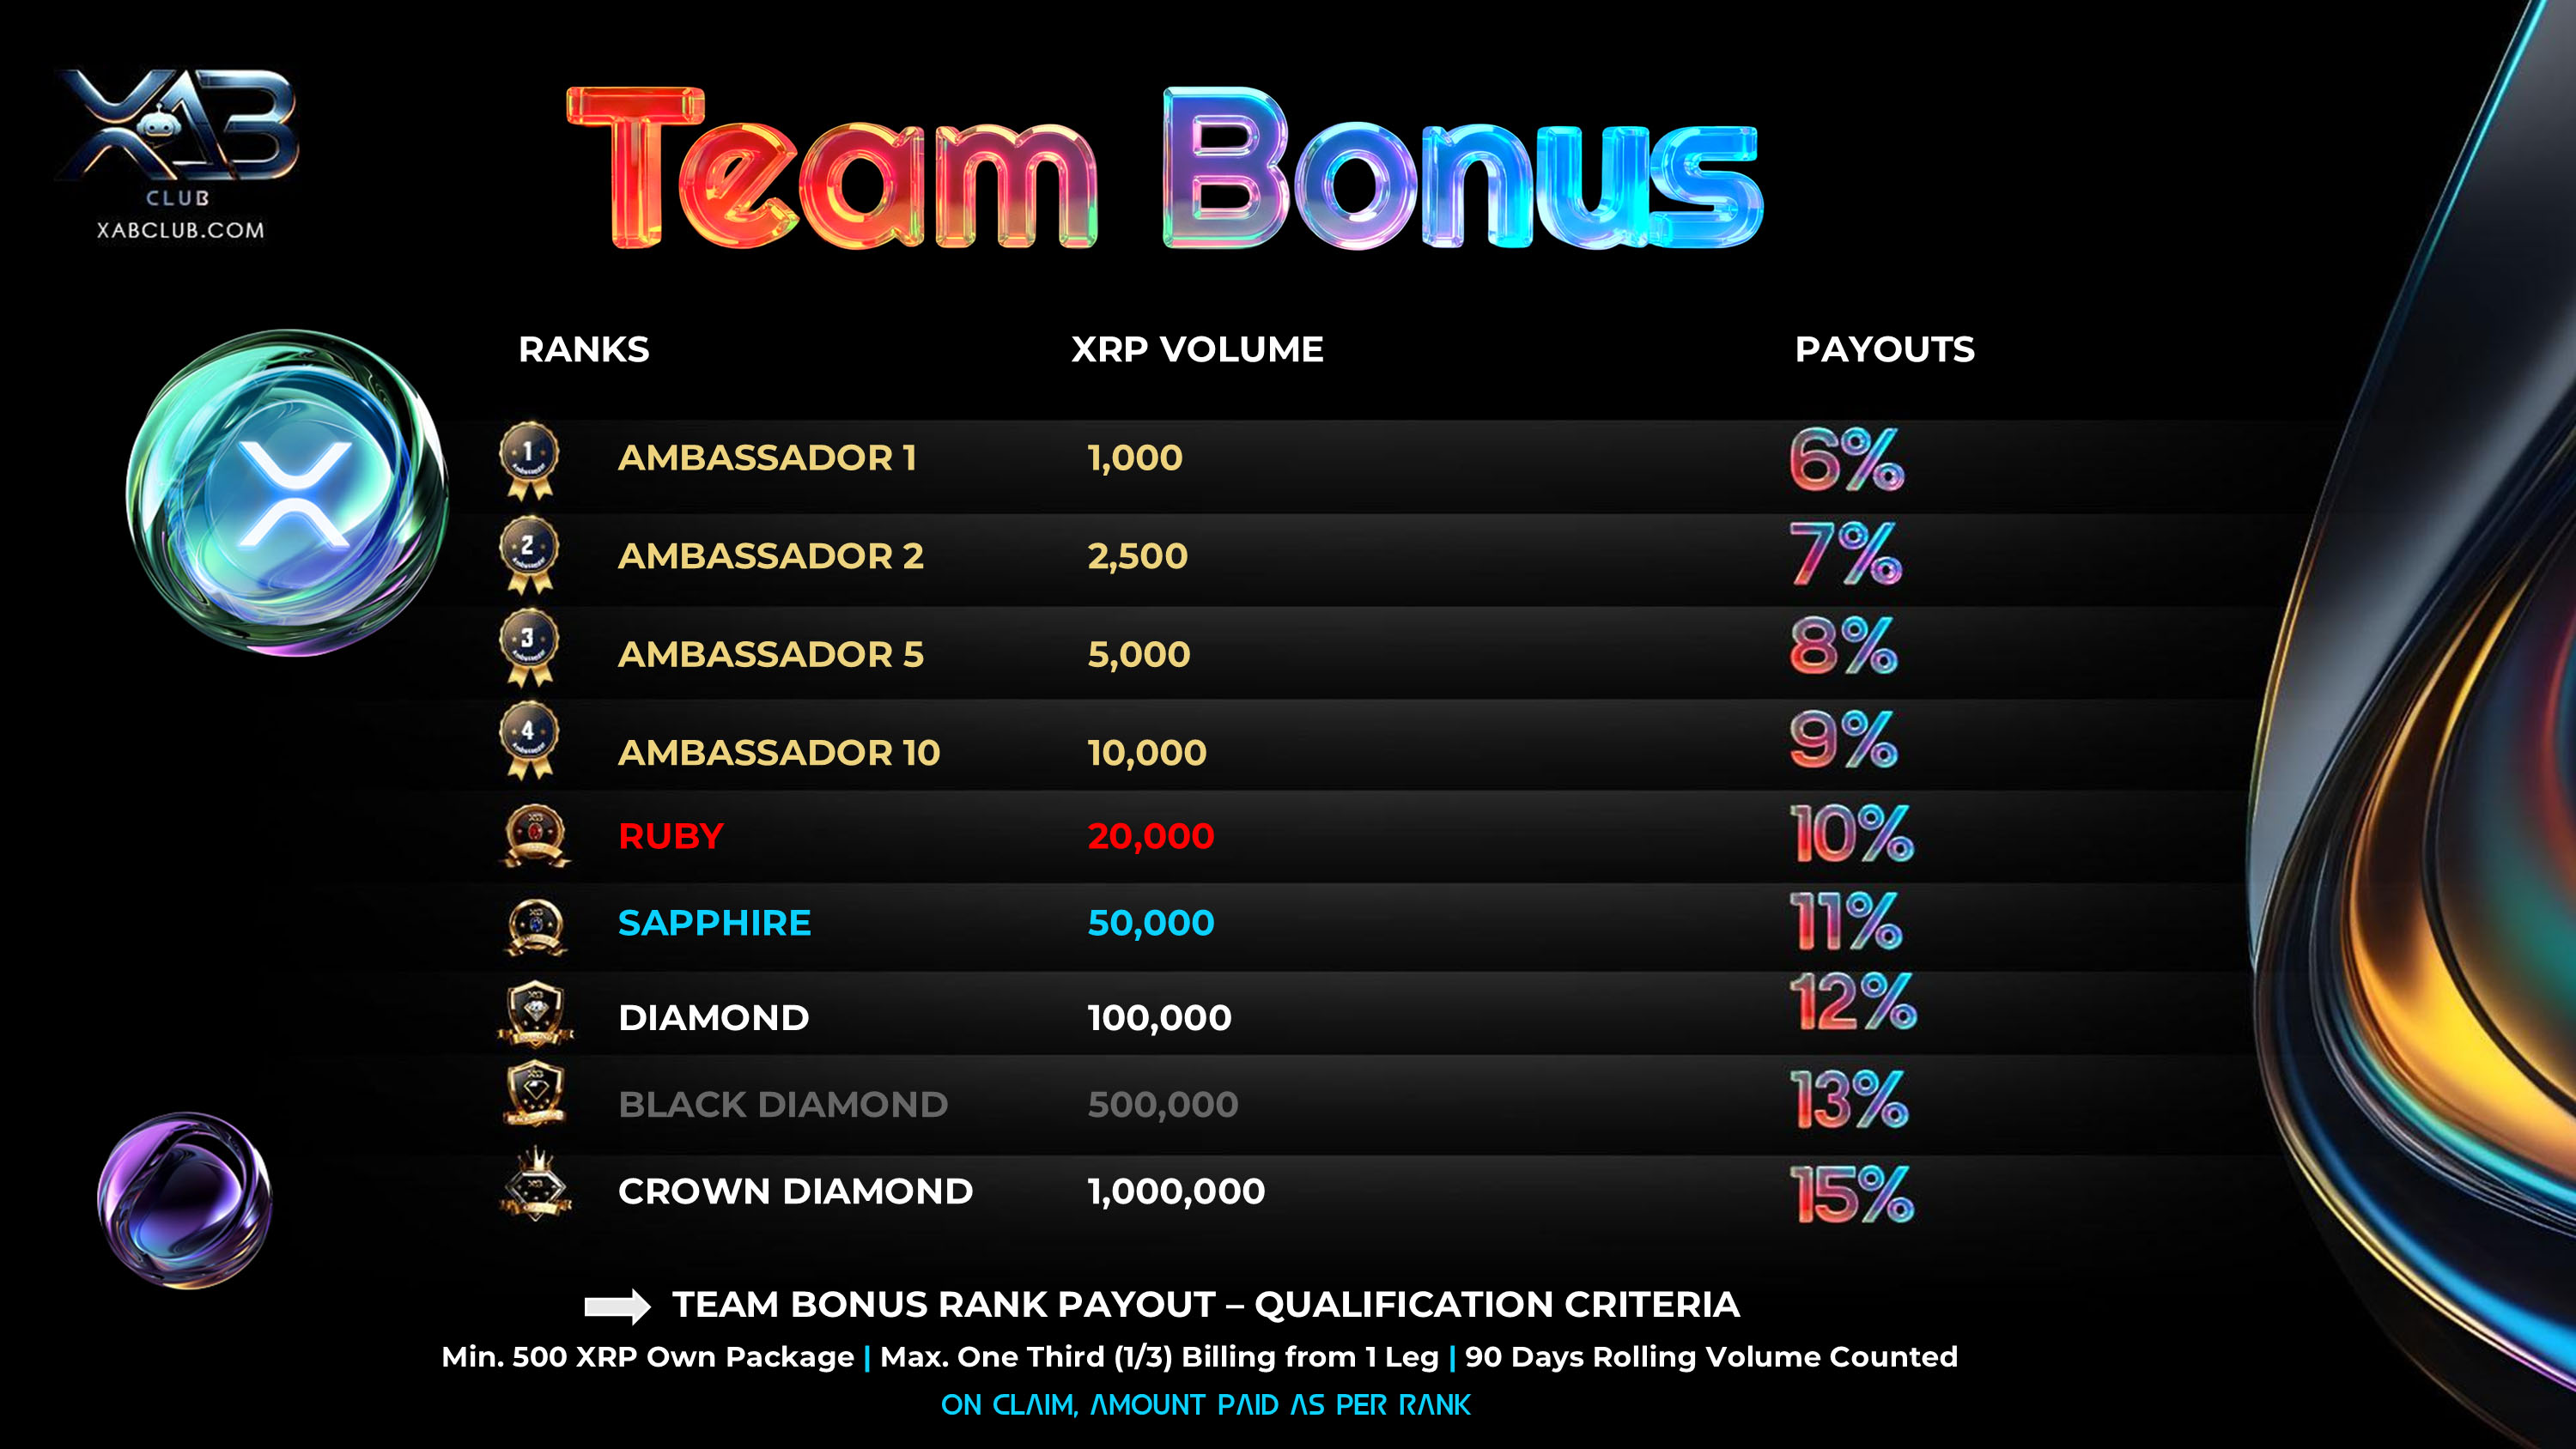 XAB
CLUB
XABCLUB.COM
Team Bonus
RANKS XRP VOLUME PAYOUTS
1 AMBASSADOR 1 1,000 6%
2 AMBASSADOR 2 2,500 7%
3 AMBASSADOR 5 5,000 8%
4 AMBASSADOR 10 10,000 9%
RUBY 20,000 10%
SAPPHIRE 50,000 11%
DIAMOND 100,000 12%
BLACK DIAMOND 500,000 13%
CROWN DIAMOND 1,000,000 15%
TEAM BONUS RANK PAYOUT – QUALIFICATION CRITERIA
Min. 500 XRP Own Package | Max. One Third (1/3) Billing from 1 Leg | 90 Days Rolling Volume Counted
ON CLAIM, AMOUNT PAID AS PER RANK